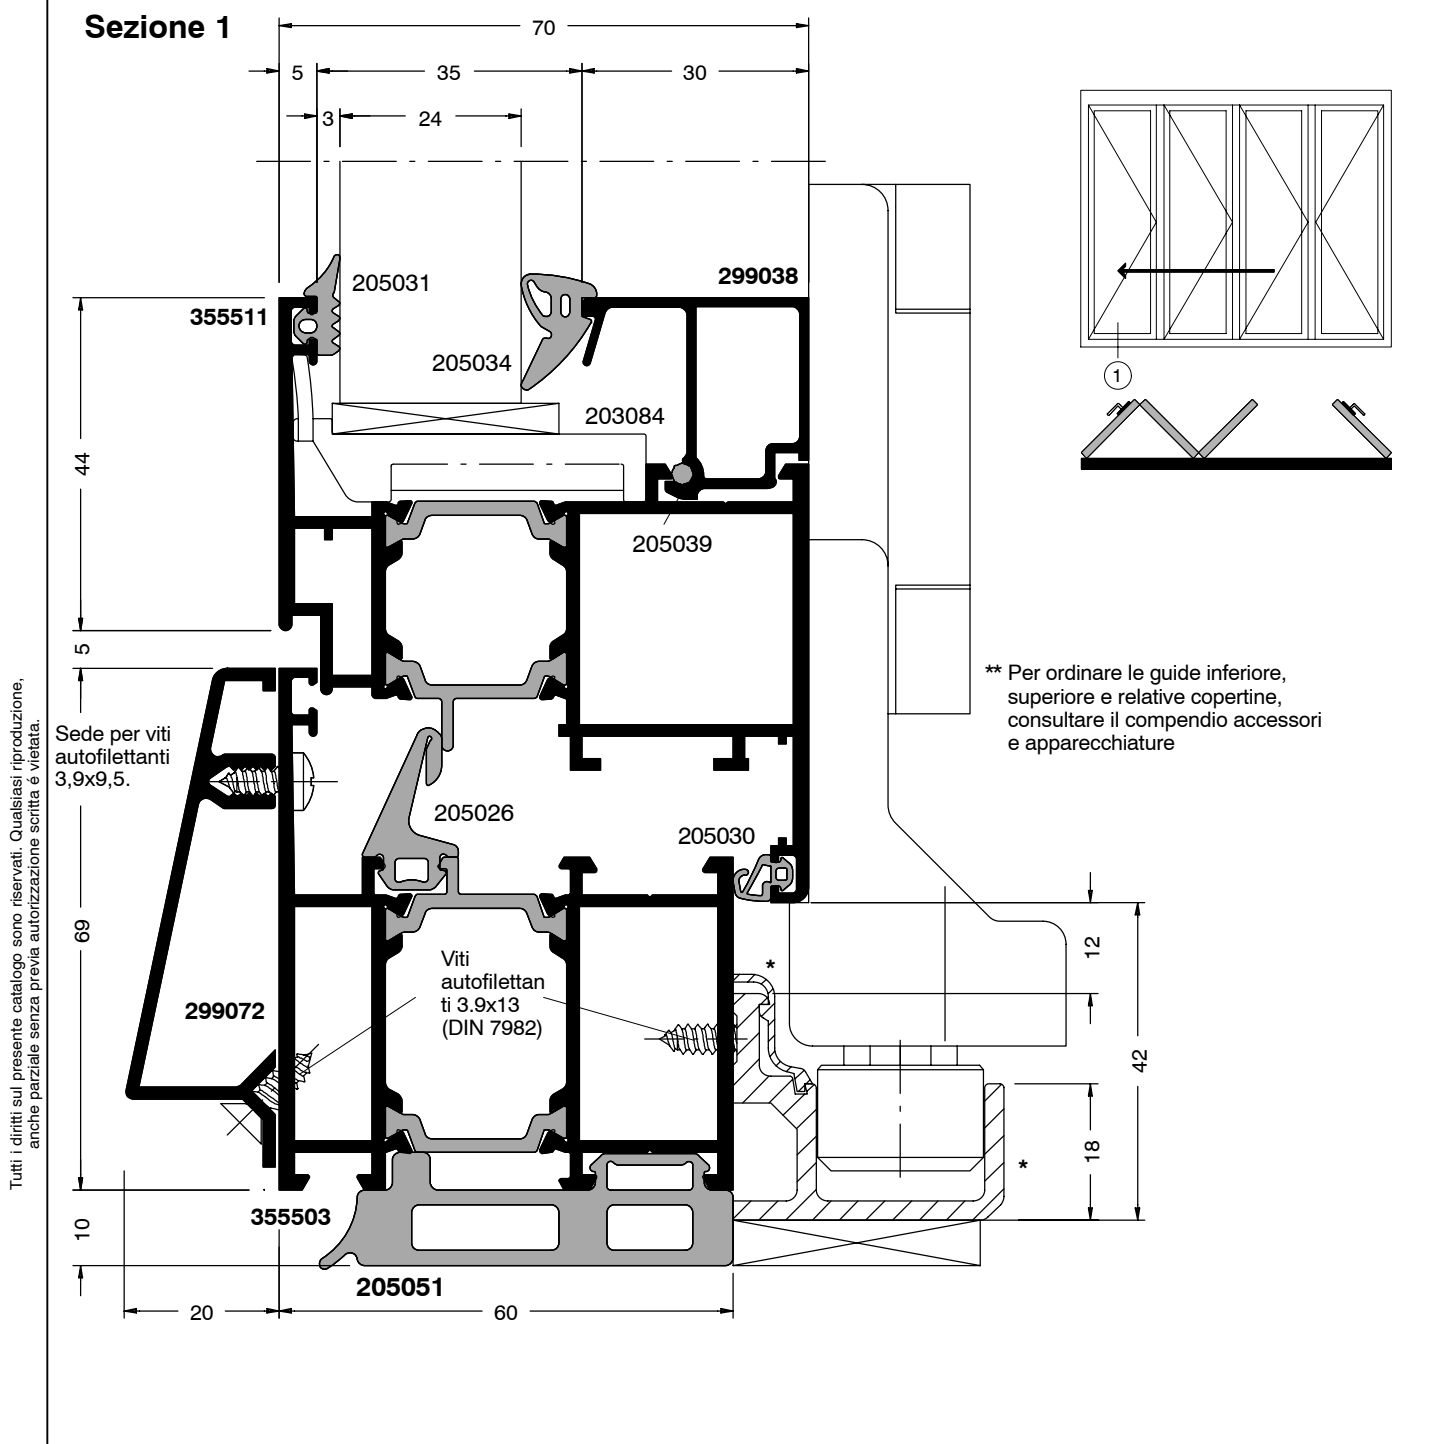 Sezione 1
70
5
35
30
3
24
205031
299038
355511
205034
203084
205039
44
5
1
** Per ordinare le guide inferiore,
superiore e relative copertine,
consultare il compendio accessori
e apparecchiature
Sede per viti
autofilettanti
3,9x9,5.
205026
205030
69
Viti
autofilettan
ti 3.9x13
(DIN 7982)
299072
*
12
42
18
*
355503
10
205051
20
60
Tutti i diritti sul presente catalogo sono riservati. Qualsiasi riproduzione,
anche parziale senza previa autorizzazione scritta é vietata.